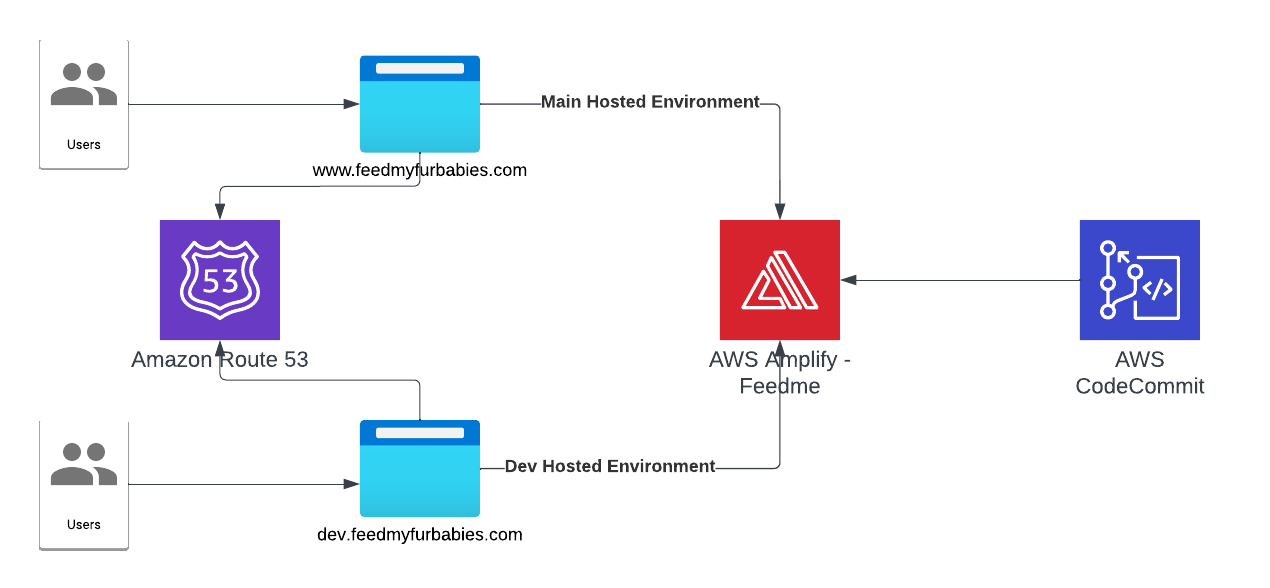 Users
www.feedmyfurbabies.com
Main Hosted Environment
53
Amazon Route 53
AWS Amplify -
Feedme
</>
AWS
CodeCommit
Users
dev.feedmyfurbabies.com
Dev Hosted Environment